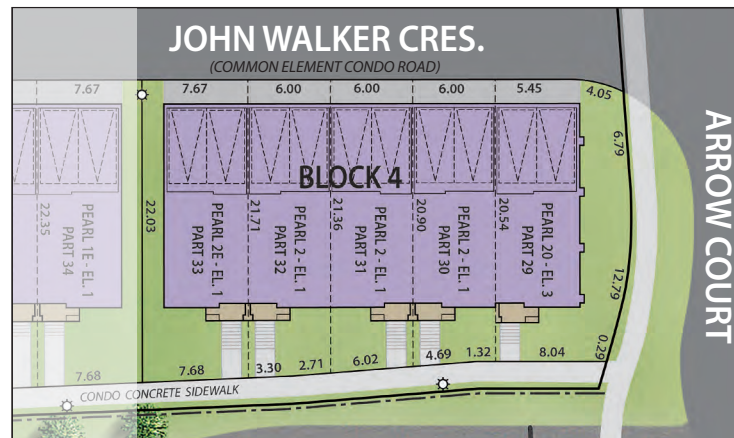 JOHN WALKER CRES.
(COMMON ELEMENT CONDO ROAD)
7.67
7.67
6.00
6.00
6.00
5.45
4.05
6.79
ARROW COURT
BLOCK 4
22.35
PEARL 1E - EL. 1
PART 34
22.03
PEARL 2E - EL. 1
PART 33
21.71
PEARL 2 - EL. 1
PART 32
21.36
PEARL 2 - EL. 1
PART 31
20.90
PEARL 2 - EL. 1
PART 30
20.54
PEARL 20 - EL. 3
PART 29
12.79
0.29
7.68
7.68
3.30
2.71
6.02
4.69
1.32
8.04
CONDO CONCRETE SIDEWALK